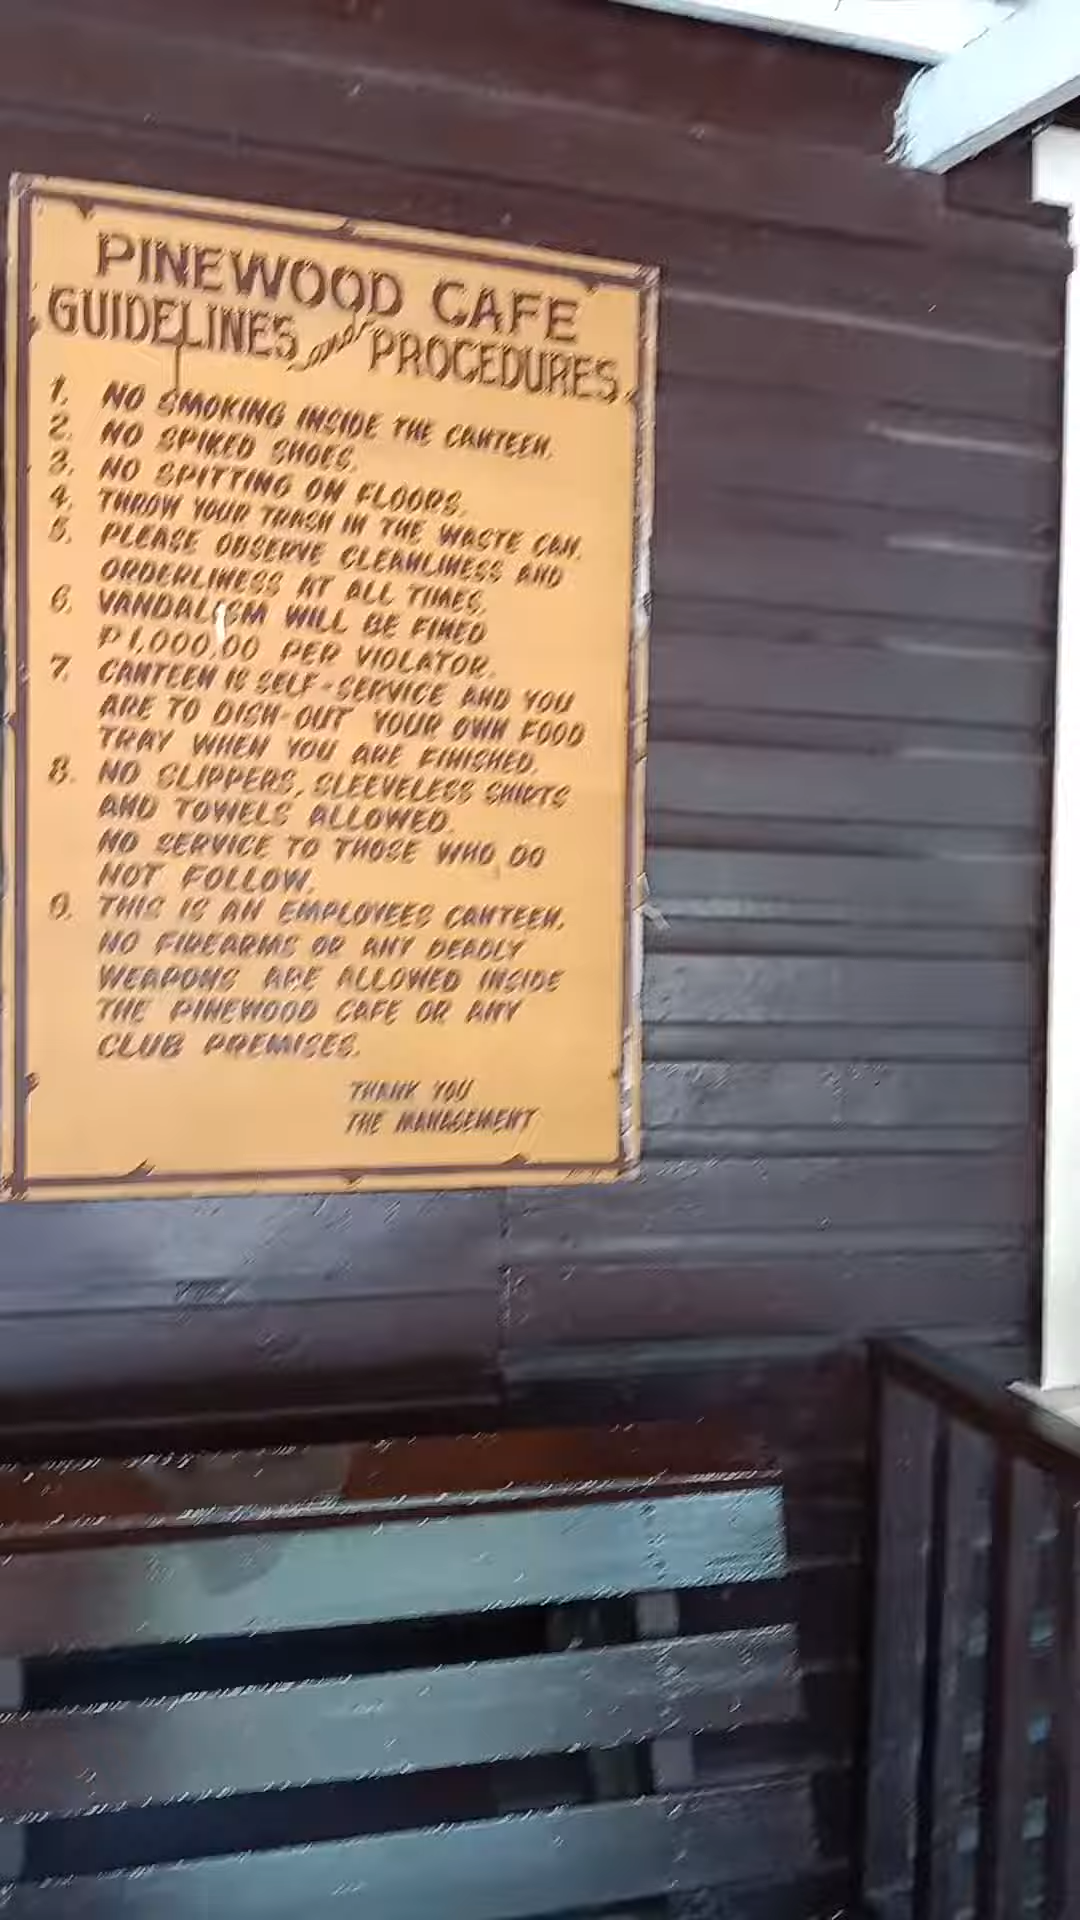 PINEWOOD CAFE
GUIDELINES and PROCEDURES
1. NO SMOKING INSIDE THE CANTEEN.
2. NO SPIKED SHOES.
3. NO SPITTING ON FLOORS.
4. THROW YOUR TRASH IN THE WASTE CAN.
5. PLEASE OBSERVE CLEANLINESS AND
ORDERLINESS AT ALL TIMES.
6. VANDALISM WILL BE FINED
₱1,000.00 PER VIOLATOR.
7. CANTEEN IS SELF-SERVICE AND YOU
ARE TO DISH-OUT YOUR OWN FOOD
TRAY WHEN YOU ARE FINISHED.
8. NO SLIPPERS, SLEEVELESS SHIRTS
AND TOWELS ALLOWED.
NO SERVICE TO THOSE WHO DO
NOT FOLLOW.
9. THIS IS AN EMPLOYEES CANTEEN.
NO FIREARMS OR ANY DEADLY
WEAPONS ARE ALLOWED INSIDE
THE PINEWOOD CAFE OR ANY
CLUB PREMISES.
THANK YOU
THE MANAGEMENT